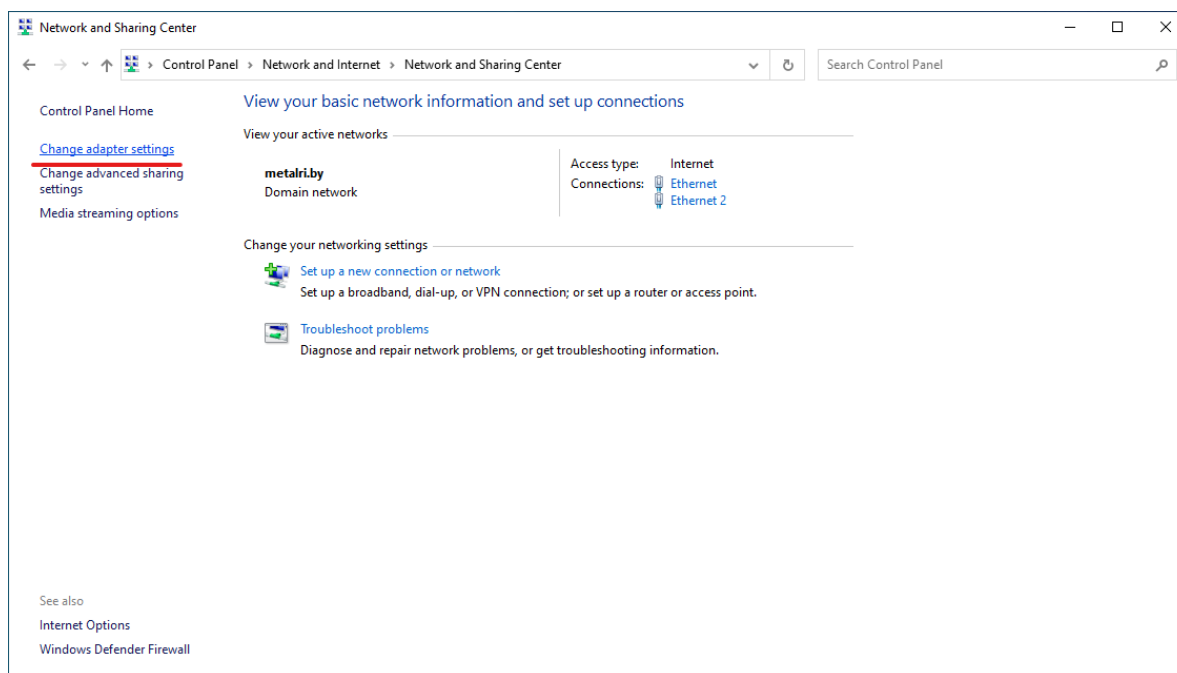 Network and Sharing Center
Control Panel › Network and Internet › Network and Sharing Center
Search Control Panel
Control Panel Home
Change adapter settings
Change advanced sharing
settings
Media streaming options
View your basic network information and set up connections
View your active networks
metalri.by
Domain network
Access type: Internet
Connections: Ethernet
Ethernet 2
Change your networking settings
Set up a new connection or network
Set up a broadband, dial-up, or VPN connection; or set up a router or access point.
Troubleshoot problems
Diagnose and repair network problems, or get troubleshooting information.
See also
Internet Options
Windows Defender Firewall